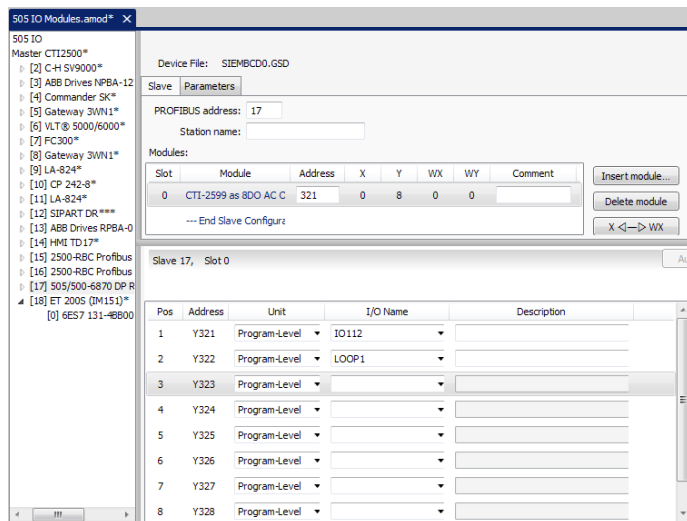 505 IO Modules.amod* X
505 IO
Master CTI2500*
[2] C-H SV9000*
[3] ABB Drives NPBA-12
[4] Commander SK*
[5] Gateway 3WN1*
[6] VLT® 5000/6000*
[7] FC300*
[8] Gateway 3WN1*
[9] LA-824*
[10] CP 242-8*
[11] LA-824*
[12] SIPART DR***
[13] ABB Drives RPBA-0
[14] HMI TD17*
[15] 2500-RBC Profibus
[16] 2500-RBC Profibus
[17] 505/500-6870 DP R
[18] ET 200S (IM151)*
[0] 6ES7 131-4BB00
Device File: SIEMBCD0.GSD
Slave Parameters
PROFIBUS address: 17
Station name:
Modules:
Slot Module Address X Y WX WY Comment
0 CTI-2599 as 8DO AC C 321 0 8 0 0
--- End Slave Configura
Insert module...
Delete module
X <—> WX
Slave 17, Slot 0
Au
Pos Address Unit I/O Name Description
1 Y321 Program-Level IO112
2 Y322 Program-Level LOOP1
3 Y323 Program-Level
4 Y324 Program-Level
5 Y325 Program-Level
6 Y326 Program-Level
7 Y327 Program-Level
8 Y328 Program-Level